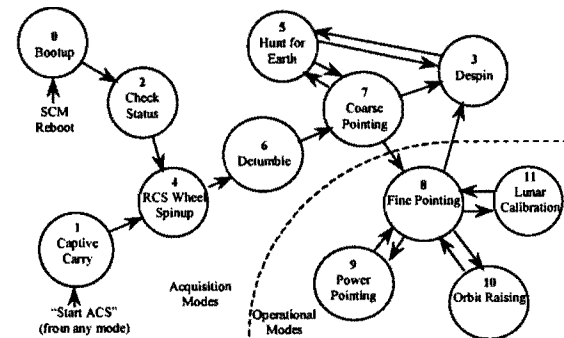 0
Bootup
SCM
Reboot
2
Check
Status
1
Captive
Carry
"Start ACS"
(from any mode)
4
RCS Wheel
Spinup
6
Detumble
5
Hunt for
Earth
7
Coarse
Pointing
3
Despin
8
Fine Pointing
11
Lunar
Calibration
9
Power
Pointing
10
Orbit Raising
Acquisition
Modes
Operational
Modes